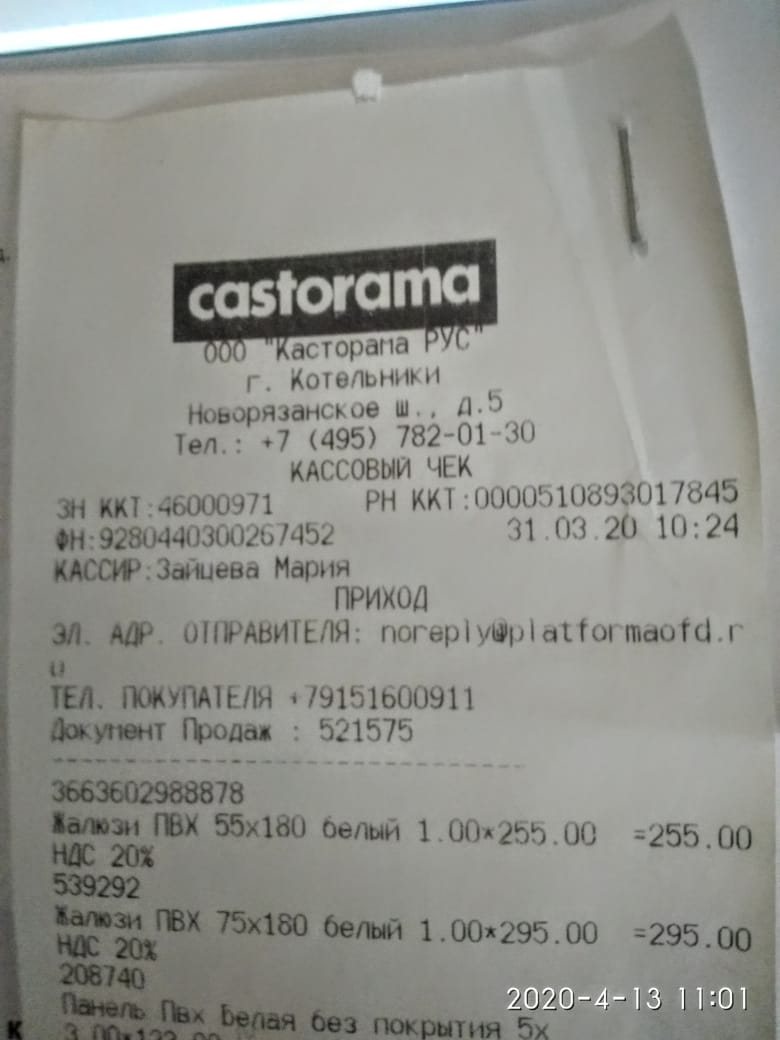 castorama
ООО "Касторама РУС"
г. Котельники
Новорязанское ш., д.5
Тел.: +7 (495) 782-01-30
КАССОВЫЙ ЧЕК
ЗН ККТ:46000971 РН ККТ:0000510893017845
ФН:9280440300267452 31.03.20 10:24
КАССИР:Зайцева Мария
ПРИХОД
ЭЛ. АДР. ОТПРАВИТЕЛЯ: noreply@platformaofd.r
u
ТЕЛ. ПОКУПАТЕЛЯ +79151600911
Документ Продаж : 521575
3663602988878
Жалюзи ПВХ 55x180 белый 1.00*255.00 =255.00
НДС 20%
539292
Жалюзи ПВХ 75x180 белый 1.00*295.00 =295.00
НДС 20%
208740
Панель Пвх Белая без покрытия 5x
К
2020-4-13 11:01